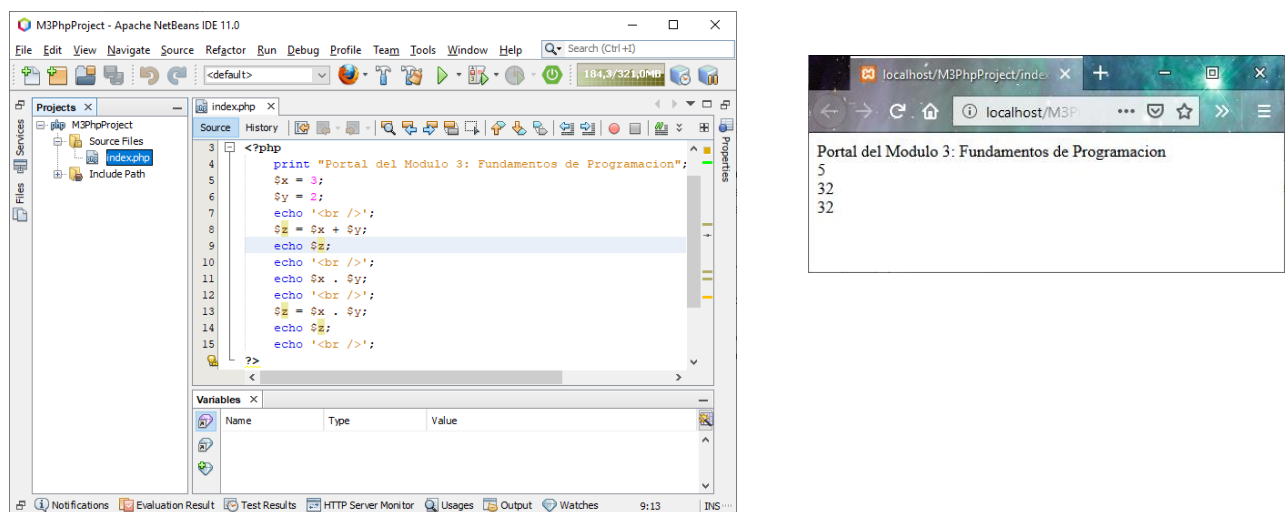 M3PhpProject - Apache NetBeans IDE 11.0
File Edit View Navigate Source Refactor Run Debug Profile Team Tools Window Help Search (Ctrl+I)
<default> 184,3/321,0MB
Projects
M3PhpProject
Source Files
index.php
Include Path
Services
Files
index.php
Source History
3 <?php
4 print "Portal del Modulo 3: Fundamentos de Programacion";
5 $x = 3;
6 $y = 2;
7 echo '<br />';
8 $z = $x + $y;
9 echo $z;
10 echo '<br />';
11 echo $x . $y;
12 echo '<br />';
13 $z = $x . $y;
14 echo $z;
15 echo '<br />';
?>
Properties
Variables
Name Type Value
Notifications Evaluation Result Test Results HTTP Server Monitor Usages Output Watches 9:13 INS
localhost/M3PhpProject/inde
localhost/M3P
Portal del Modulo 3: Fundamentos de Programacion
5
32
32